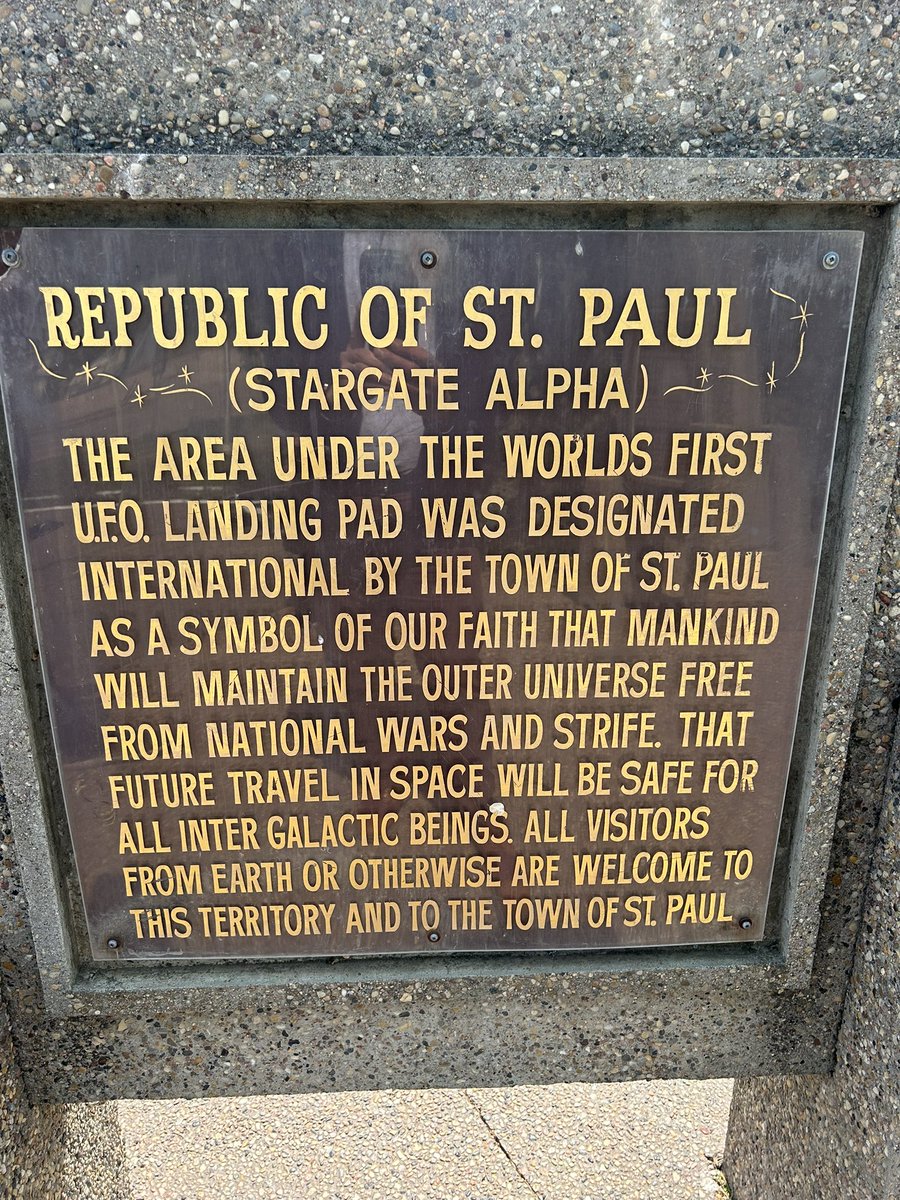 REPUBLIC OF ST. PAUL
(STARGATE ALPHA)
THE AREA UNDER THE WORLDS FIRST
U.F.O. LANDING PAD WAS DESIGNATED
INTERNATIONAL BY THE TOWN OF ST. PAUL
AS A SYMBOL OF OUR FAITH THAT MANKIND
WILL MAINTAIN THE OUTER UNIVERSE FREE
FROM NATIONAL WARS AND STRIFE. THAT
FUTURE TRAVEL IN SPACE WILL BE SAFE FOR
ALL INTER GALACTIC BEINGS. ALL VISITORS
FROM EARTH OR OTHERWISE ARE WELCOME TO
THIS TERRITORY AND TO THE TOWN OF ST. PAUL